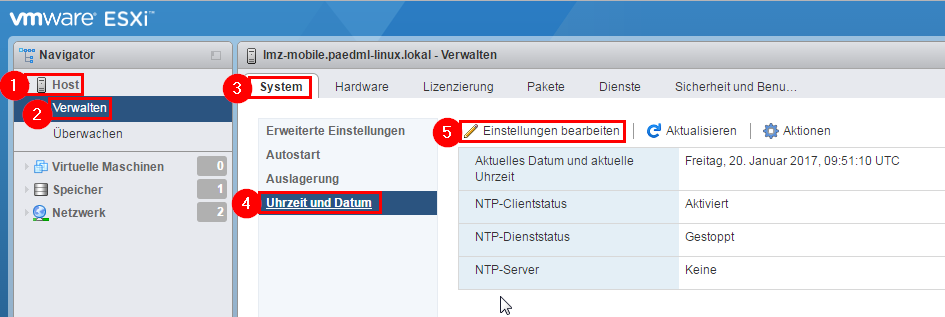 vmware ESXi™
Navigator
1 Host
2 Verwalten
Überwachen
Virtuelle Maschinen 0
Speicher 1
Netzwerk 2
lmz-mobile.paedml-linux.lokal - Verwalten
3 System Hardware Lizenzierung Pakete Dienste Sicherheit und Benu...
Erweiterte Einstellungen
Autostart
Auslagerung
4 Uhrzeit und Datum
5 Einstellungen bearbeiten Aktualisieren Aktionen
Aktuelles Datum und aktuelle Freitag, 20. Januar 2017, 09:51:10 UTC
Uhrzeit
NTP-Clientstatus Aktiviert
NTP-Dienststatus Gestoppt
NTP-Server Keine